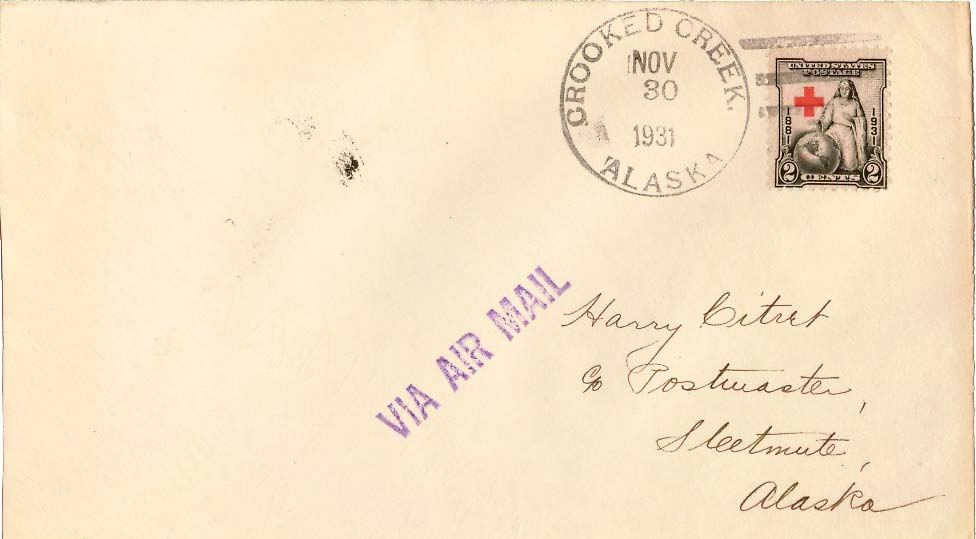 CROOKED CREEK.
NOV
30
1931
ALASKA
UNITED STATES
POSTAGE
1881 1931
2 CENTS 2
VIA AIR MAIL
Harry Citret
c/o Postmaster,
Sleetmute,
Alaska